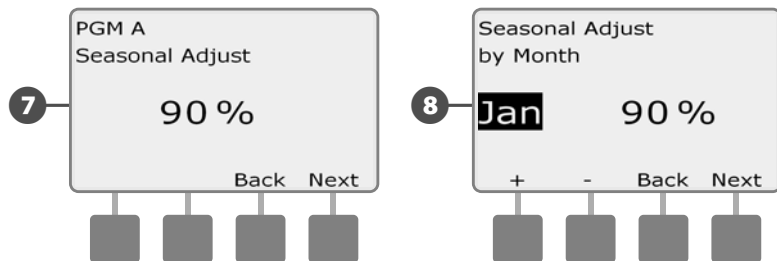 PGM A
Seasonal Adjust
7
90 %
Back Next
Seasonal Adjust
by Month
8
Jan 90 %
+ - Back Next